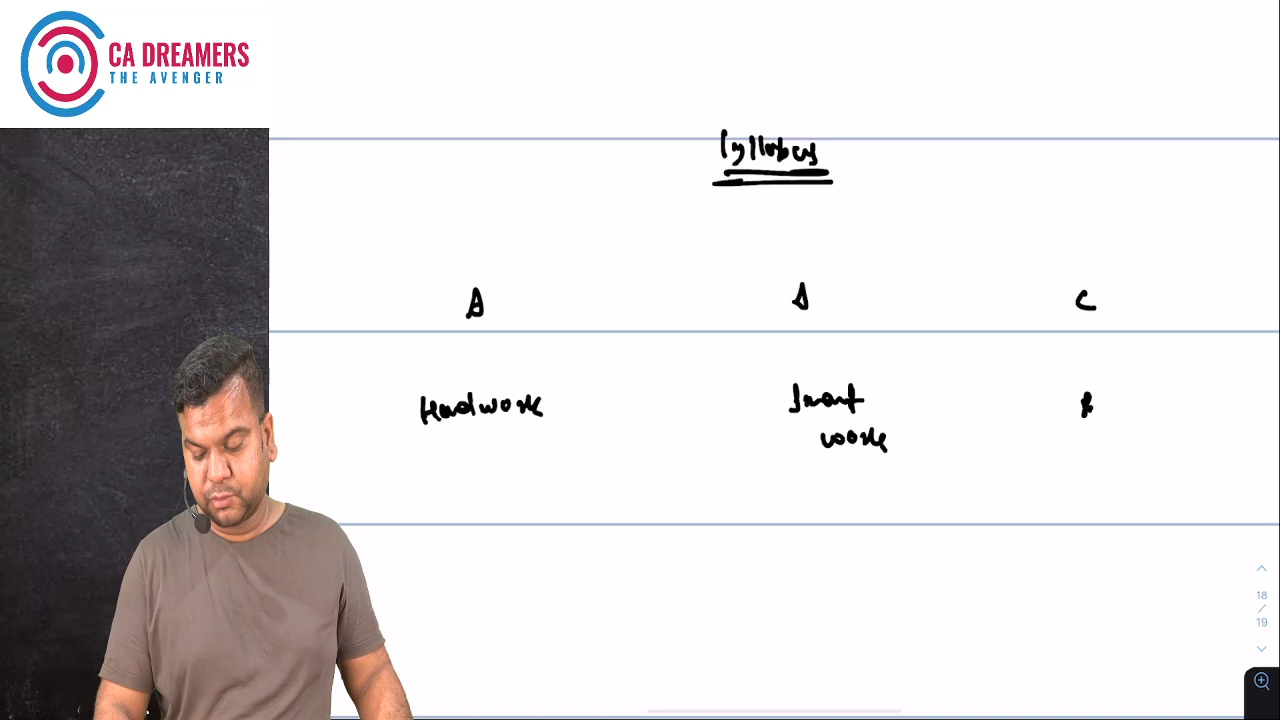 CA DREAMERS
THE AVENGER
Syllabus
A
C
Hardwork
Smart
work
18
/
19